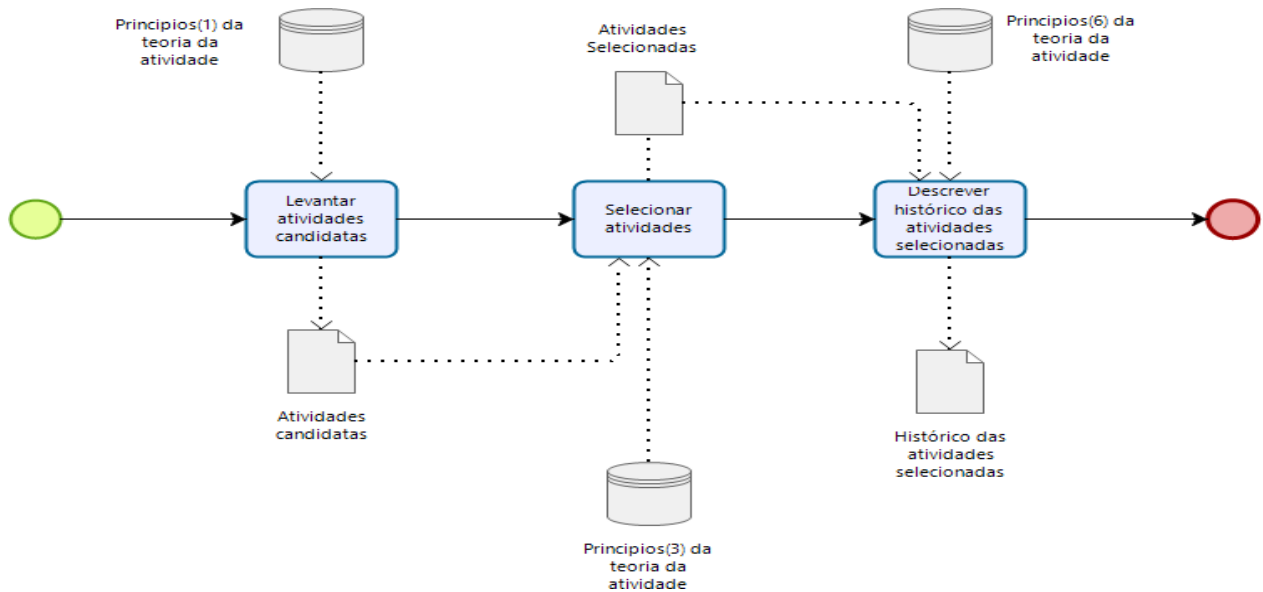 Principios(1) da
teoria da
atividade
Atividades
Selecionadas
Principios(6) da
teoria da
atividade
Levantar
atividades
candidatas
Selecionar
atividades
Descrever
histórico das
atividades
selecionadas
Atividades
candidatas
Histórico das
atividades
selecionadas
Principios(3) da
teoria da
atividade